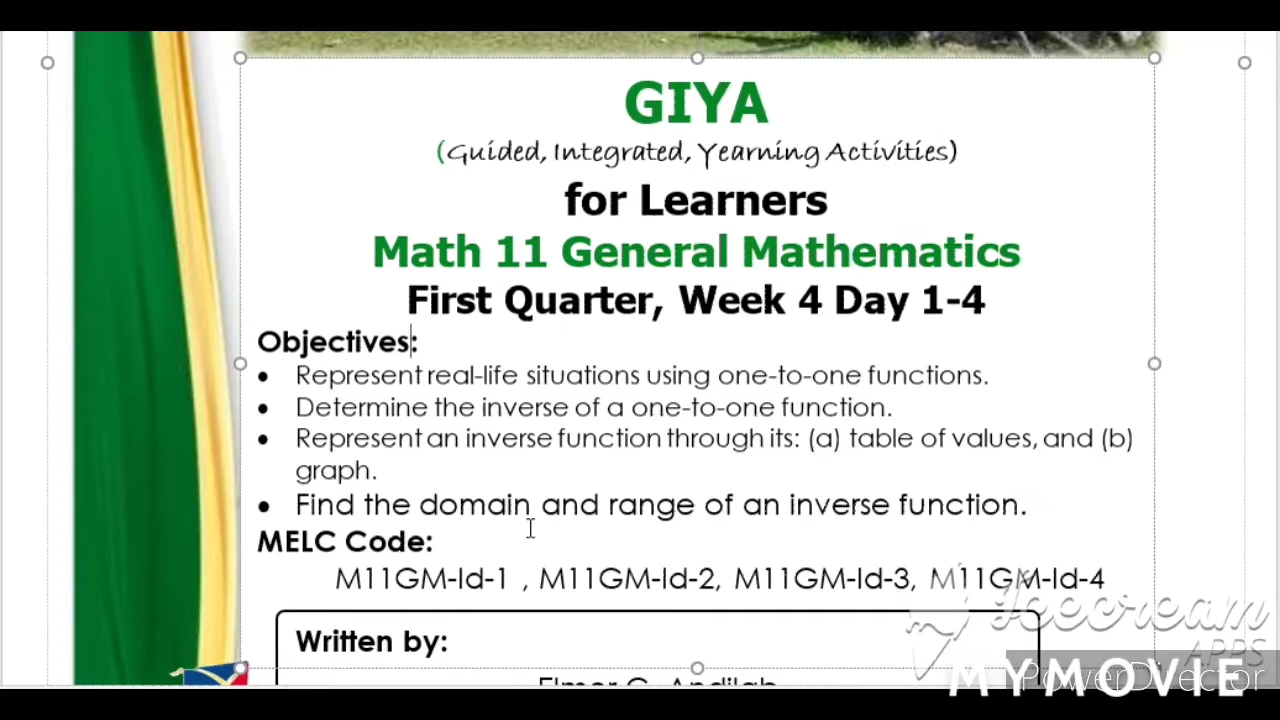 GIYA
(Guided, Integrated, Yearning Activities)
for Learners
Math 11 General Mathematics
First Quarter, Week 4 Day 1-4
Objectives:
• Represent real-life situations using one-to-one functions.
• Determine the inverse of a one-to-one function.
• Represent an inverse function through its: (a) table of values, and (b)
graph.
• Find the domain and range of an inverse function.
MELC Code:
M11GM-Id-1 , M11GM-Id-2, M11GM-Id-3, M11GM-Id-4
Icecream
APPS
Written by:
PowerDirector
MYMOVIE